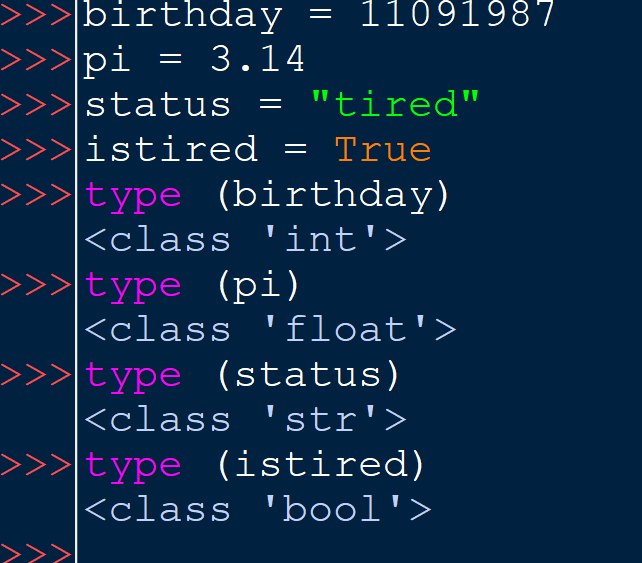 >>> birthday = 11091987
>>> pi = 3.14
>>> status = "tired"
>>> istired = True
>>> type (birthday)
<class 'int'>
>>> type (pi)
<class 'float'>
>>> type (status)
<class 'str'>
>>> type (istired)
<class 'bool'>
>>>